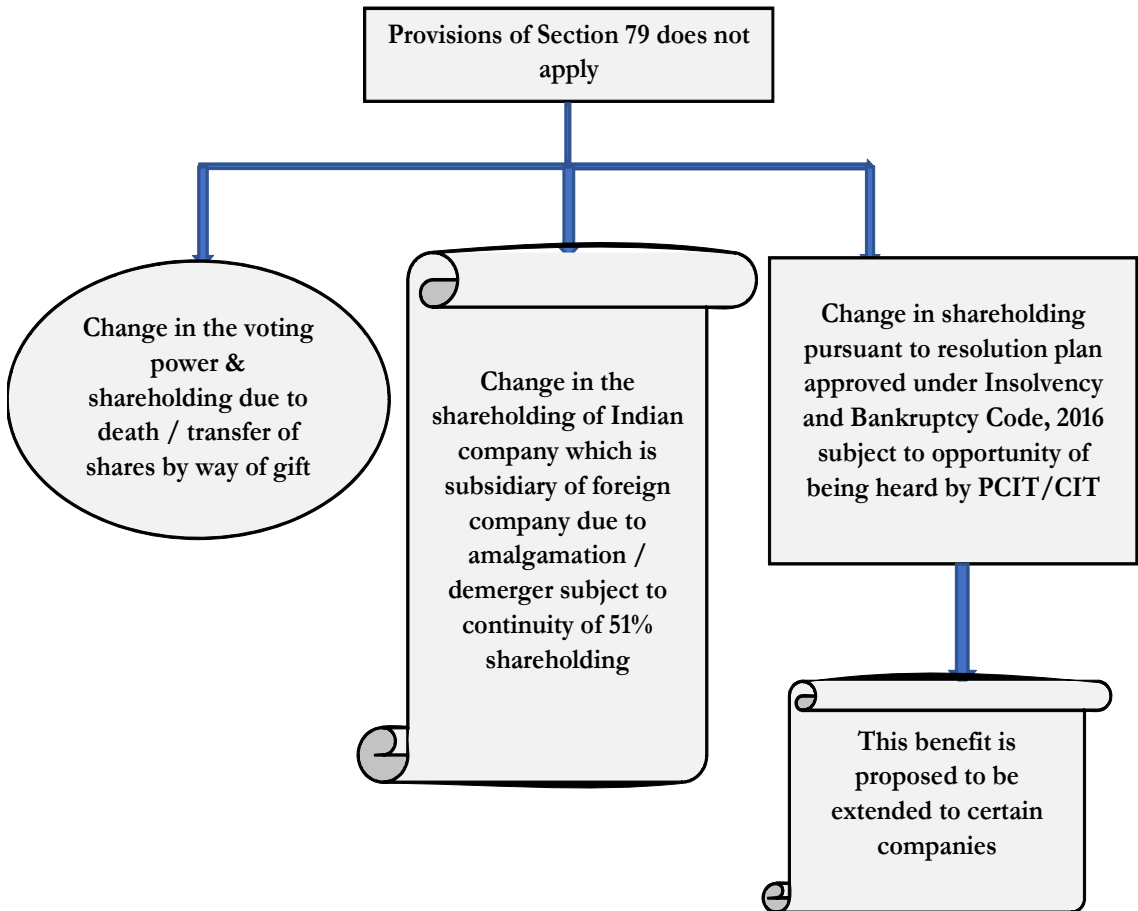 Provisions of Section 79 does not
apply
Change in the voting
power &
shareholding due to
death / transfer of
shares by way of gift
Change in the
shareholding of Indian
company which is
subsidiary of foreign
company due to
amalgamation /
demerger subject to
continuity of 51%
shareholding
Change in shareholding
pursuant to resolution plan
approved under Insolvency
and Bankruptcy Code, 2016
subject to opportunity of
being heard by PCIT/CIT
This benefit is
proposed to be
extended to certain
companies